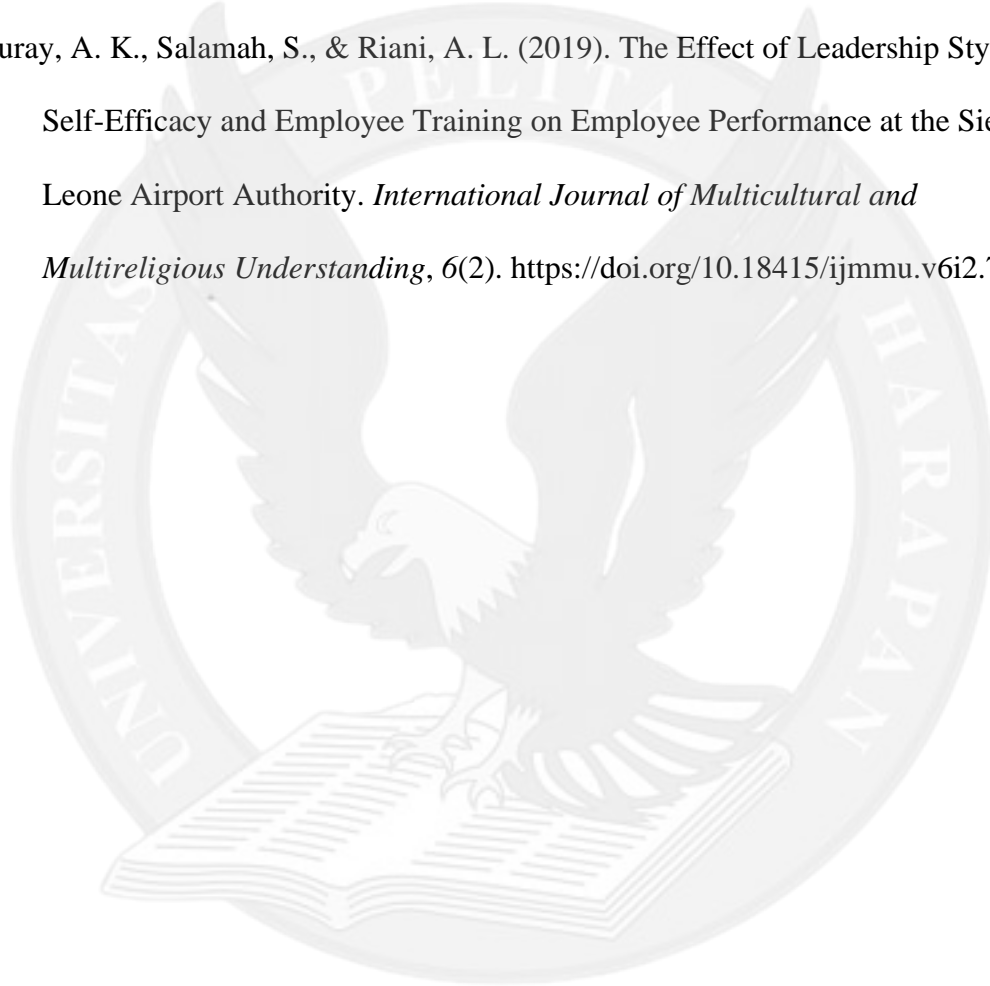 uray, A. K., Salamah, S., & Riani, A. L. (2019). The Effect of Leadership Sty
Self-Efficacy and Employee Training on Employee Performance at the Sie
Leone Airport Authority. International Journal of Multicultural and
Multireligious Understanding, 6(2). https://doi.org/10.18415/ijmmu.v6i2.7
UNIVERSITAS PELITA HARAPAN